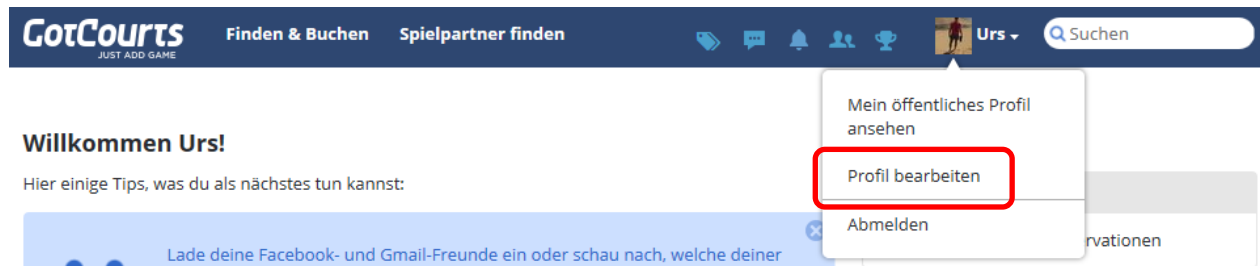 GotCourts
JUST ADD GAME
Finden & Buchen Spielpartner finden Urs Suchen
Mein öffentliches Profil
ansehen
Profil bearbeiten
Abmelden
Willkommen Urs!
Hier einige Tips, was du als nächstes tun kannst:
Lade deine Facebook- und Gmail-Freunde ein oder schau nach, welche deiner
rvationen